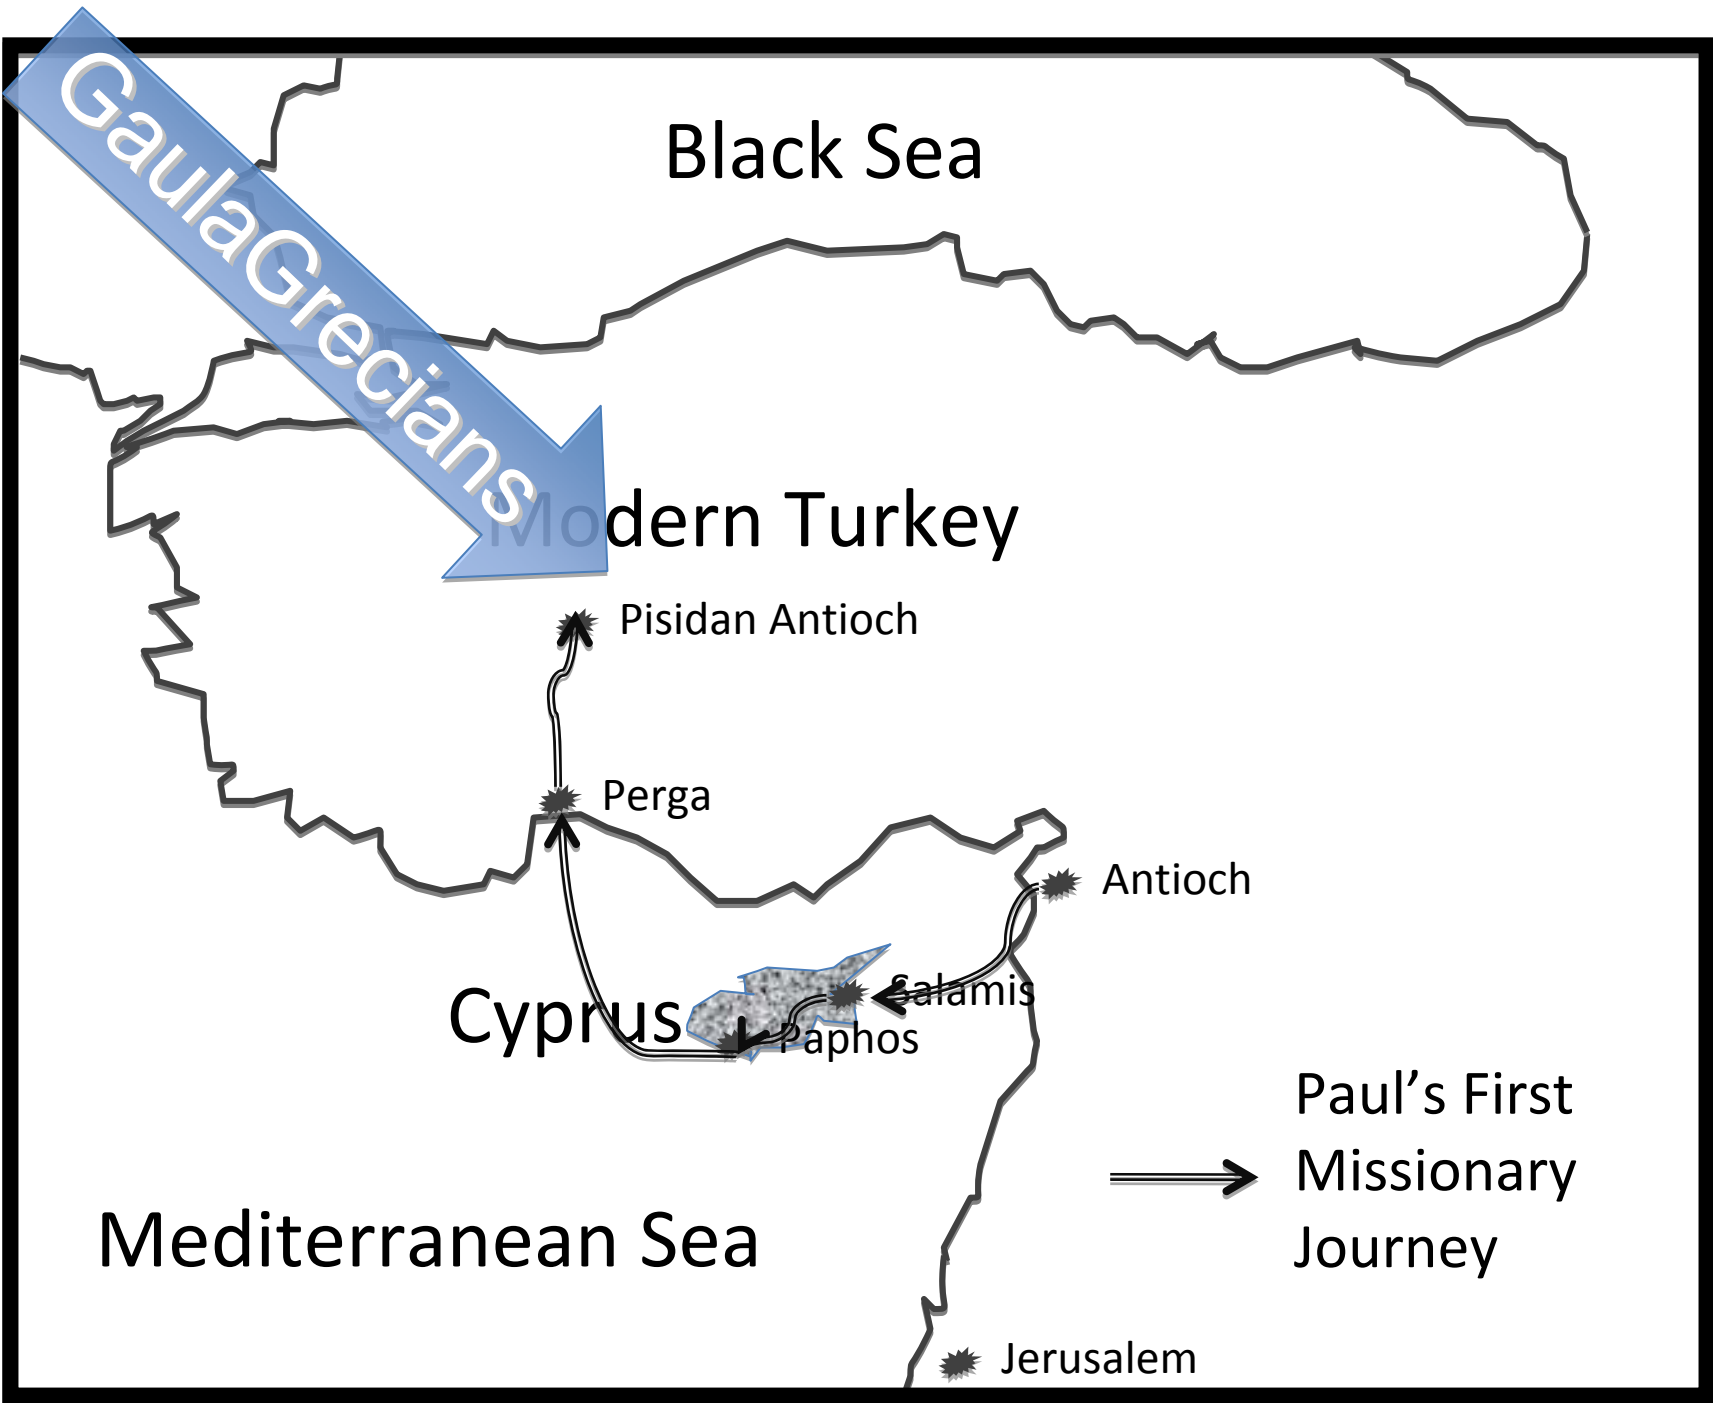 GaulaGrecians
Black Sea
Modern Turkey
Pisidan Antioch
Perga
Antioch
Salamis
Cyprus
Paphos
Paul’s First
Missionary
Journey
Mediterranean Sea
Jerusalem